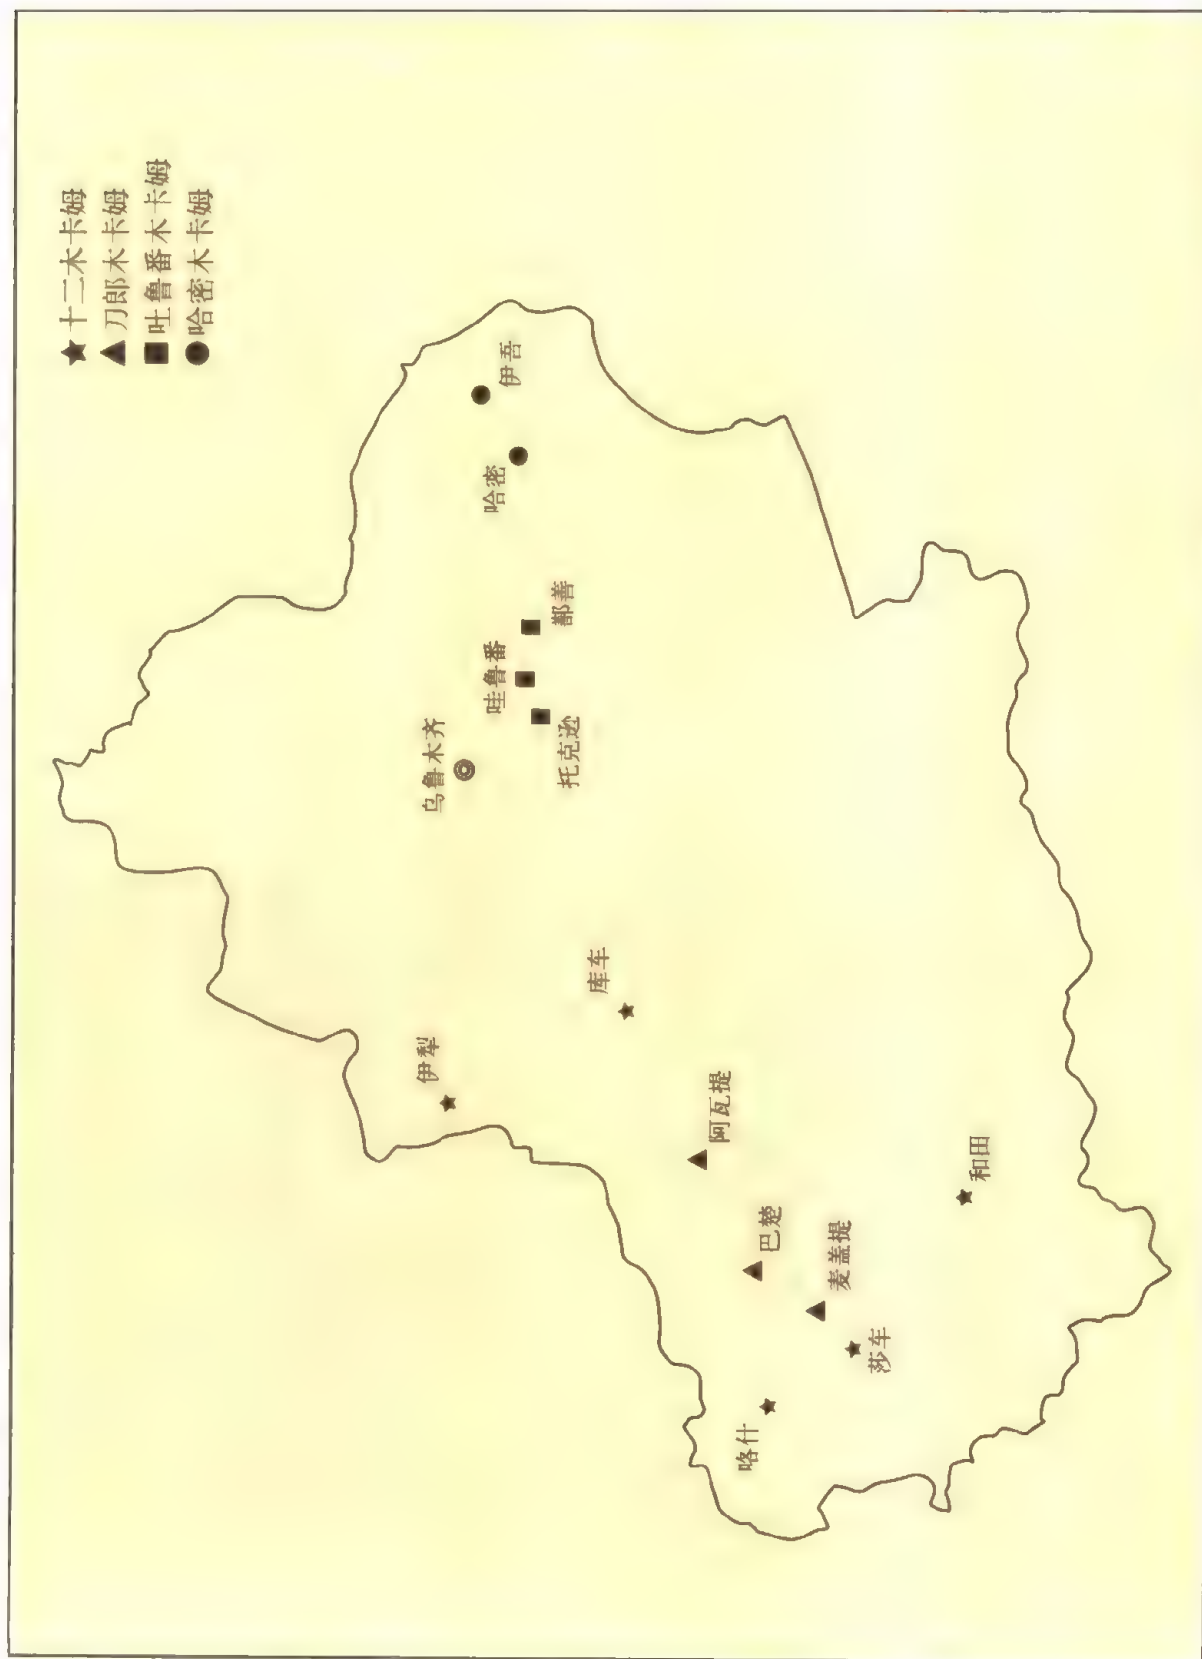 ★十二木卡姆
▲刀郎木卡姆
■吐鲁番木卡姆
●哈密木卡姆
乌鲁木齐
伊犁
吐鲁番
哈密
伊吾
鄯善
托克逊
库车
阿瓦提
巴楚
麦盖提
喀什
莎车
和田